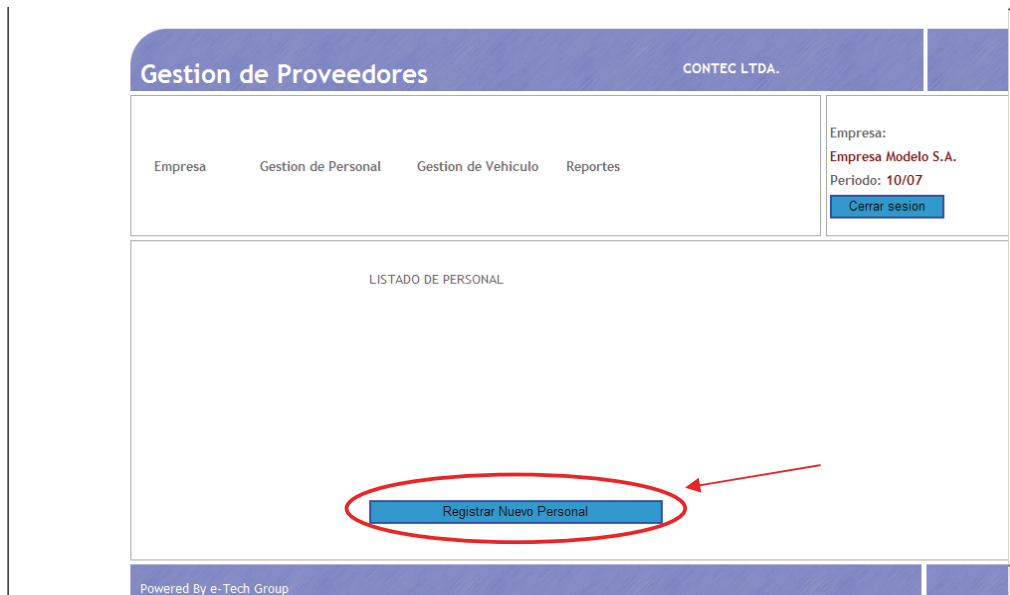 Gestion de Proveedores
CONTEC LTDA.
Empresa
Gestion de Personal
Gestion de Vehiculo
Reportes
Empresa:
Empresa Modelo S.A.
Periodo: 10/07
Cerrar sesion
LISTADO DE PERSONAL
Registrar Nuevo Personal
Powered By e-Tech Group